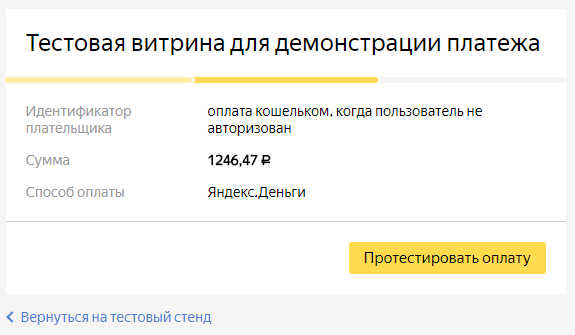 Тестовая витрина для демонстрации платежа
Идентификатор плательщика
оплата кошельком, когда пользователь не авторизован
Сумма
1246,47 ₽
Способ оплаты
Яндекс.Деньги
Протестировать оплату
Вернуться на тестовый стенд